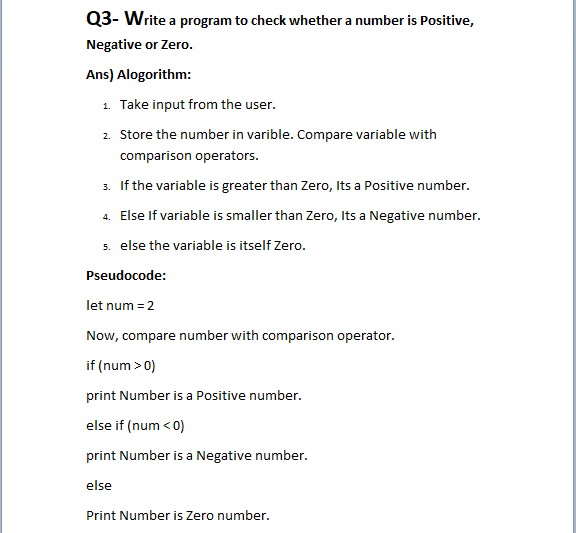 Q3- Write a program to check whether a number is Positive,
Negative or Zero.
Ans) Alogorithm:
1. Take input from the user.
2. Store the number in varible. Compare variable with
comparison operators.
3. If the variable is greater than Zero, Its a Positive number.
4. Else If variable is smaller than Zero, Its a Negative number.
5. else the variable is itself Zero.
Pseudocode:
let num = 2
Now, compare number with comparison operator.
if (num > 0)
print Number is a Positive number.
else if (num < 0)
print Number is a Negative number.
else
Print Number is Zero number.